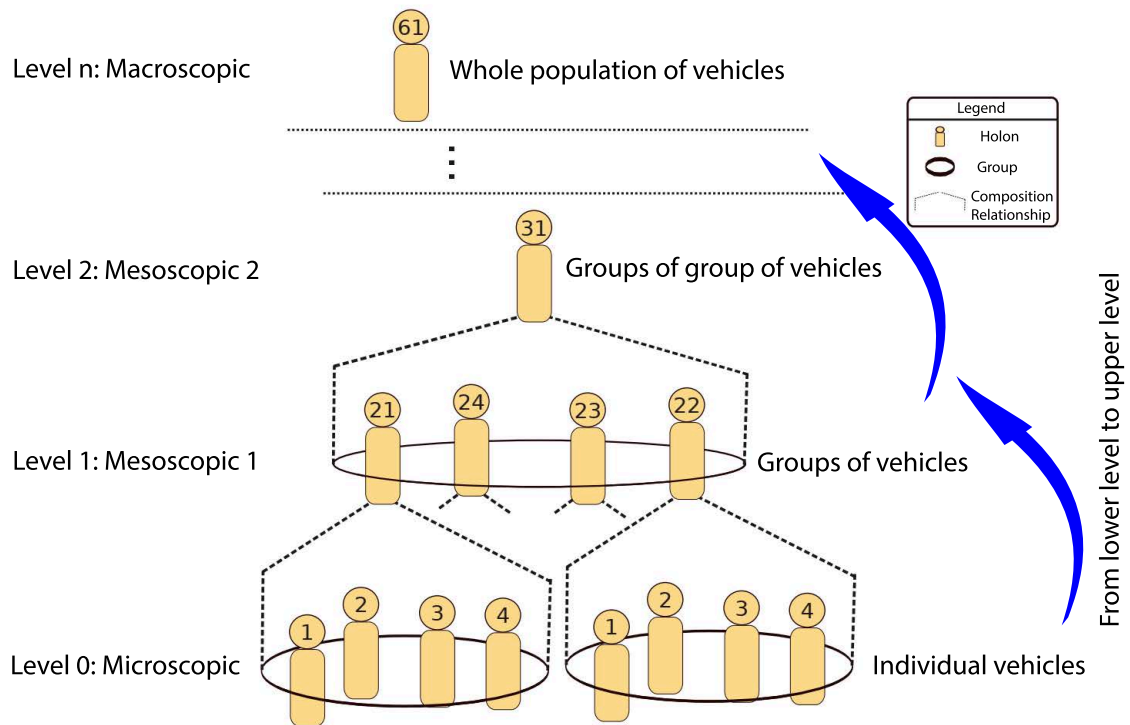 61
Level n: Macroscopic
Whole population of vehicles
Legend
Holon
Group
Composition
Relationship
31
Level 2: Mesoscopic 2
Groups of group of vehicles
From lower level to upper level
21
24
23
22
Level 1: Mesoscopic 1
Groups of vehicles
1
2
3
4
1
2
3
4
Level 0: Microscopic
Individual vehicles